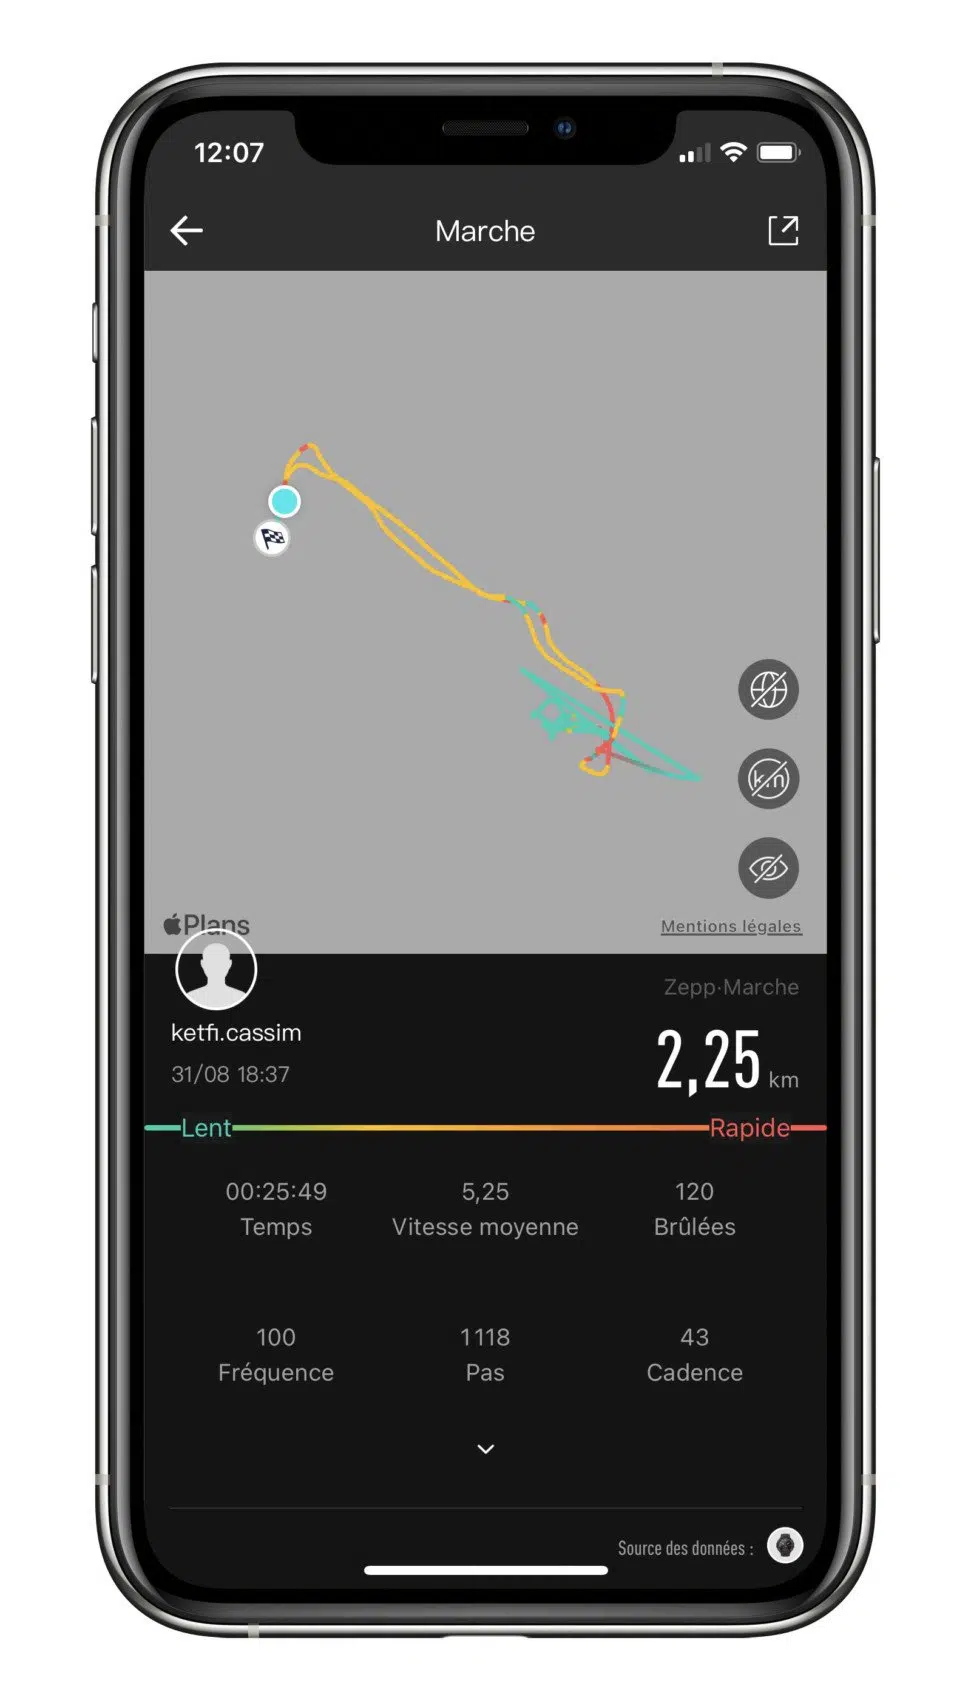 12:07
Marche
Plans
Mentions légales
Zepp·Marche
ketfi.cassim
2,25 km
31/08 18:37
Lent
Rapide
00:25:49
5,25
120
Temps
Vitesse moyenne
Brûlées
100
1118
43
Fréquence
Pas
Cadence
Source des données :